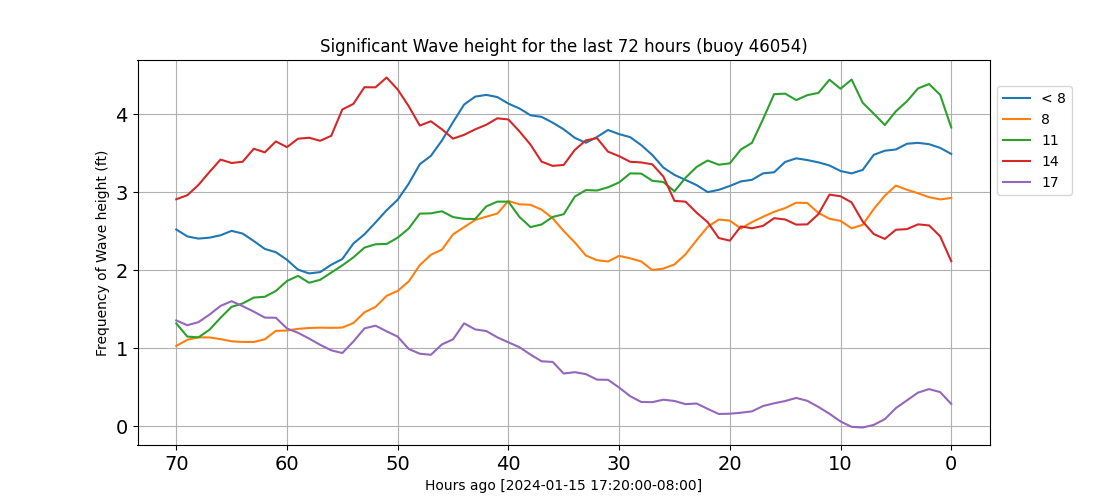 Significant Wave height for the last 72 hours (buoy 46054)
Frequency of Wave height (ft)
4
3
2
1
0
70 60 50 40 30 20 10 0
Hours ago [2024-01-15 17:20:00-08:00]
< 8
8
11
14
17